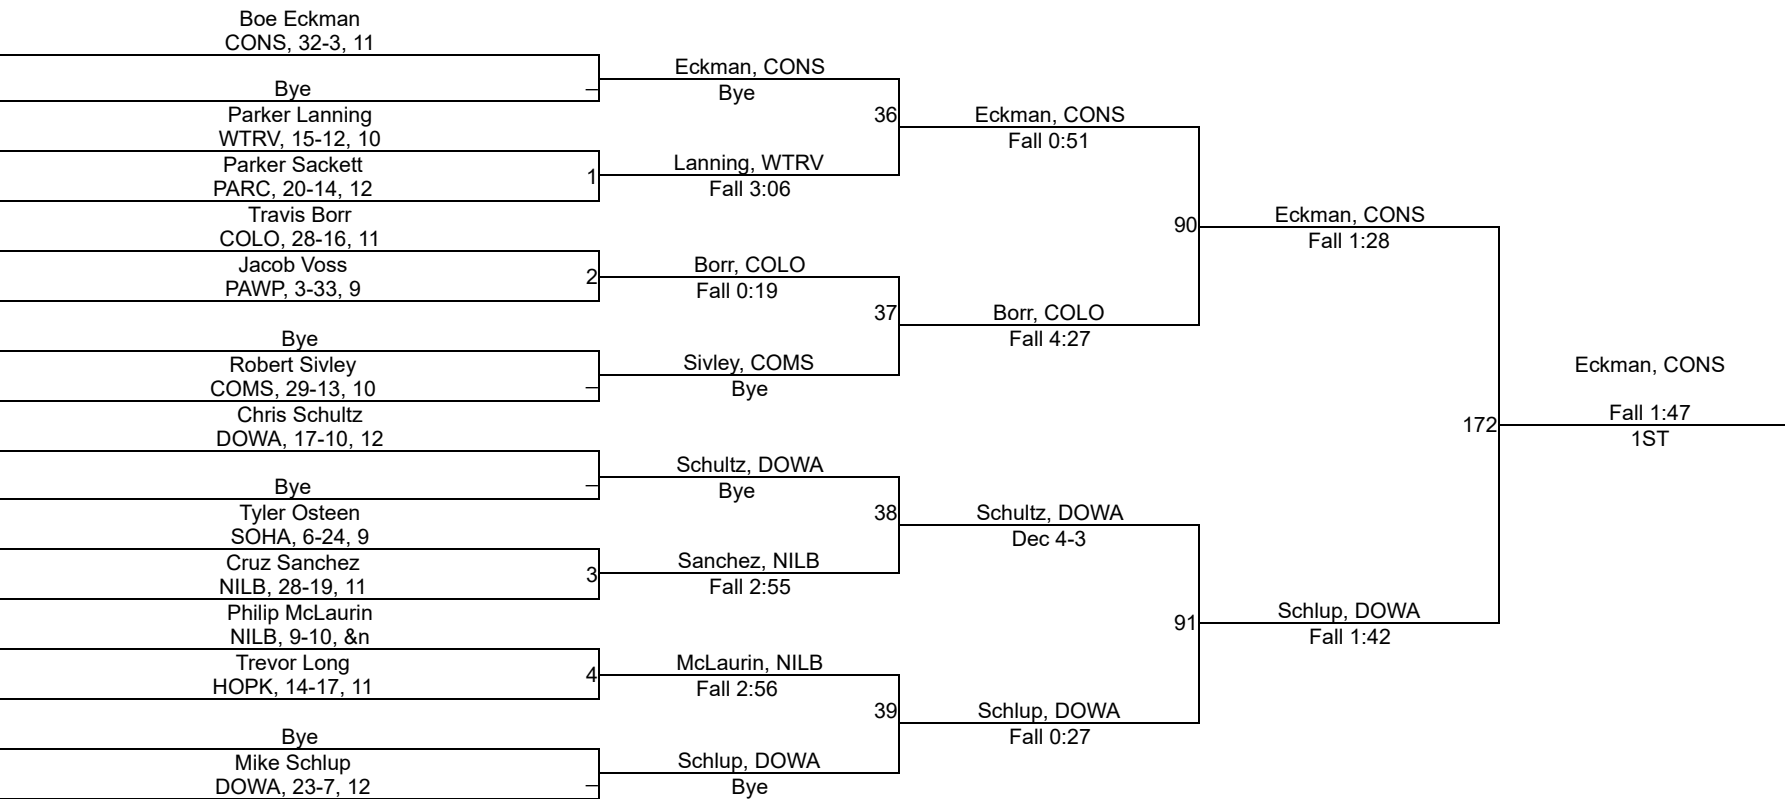 Boe Eckman
CONS, 32-3, 11
Bye
Parker Lanning
WTRV, 15-12, 10
Parker Sackett
PARC, 20-14, 12
1
Travis Borr
COLO, 28-16, 11
Jacob Voss
PAWP, 3-33, 9
2
Bye
Robert Sivley
COMS, 29-13, 10
Chris Schultz
DOWA, 17-10, 12
Bye
Tyler Osteen
SOHA, 6-24, 9
Cruz Sanchez
NILB, 28-19, 11
3
Philip McLaurin
NILB, 9-10, &n
Trevor Long
HOPK, 14-17, 11
4
Bye
Mike Schlup
DOWA, 23-7, 12
Eckman, CONS
Bye
36
Lanning, WTRV
Fall 3:06
Borr, COLO
Fall 0:19
37
Sivley, COMS
Bye
Schultz, DOWA
Bye
38
Sanchez, NILB
Fall 2:55
McLaurin, NILB
Fall 2:56
39
Schlup, DOWA
Bye
Eckman, CONS
Fall 0:51
90
Borr, COLO
Fall 4:27
Schultz, DOWA
Dec 4-3
91
Schlup, DOWA
Fall 0:27
Eckman, CONS
Fall 1:28
172
Schlup, DOWA
Fall 1:42
Eckman, CONS
Fall 1:47
1ST